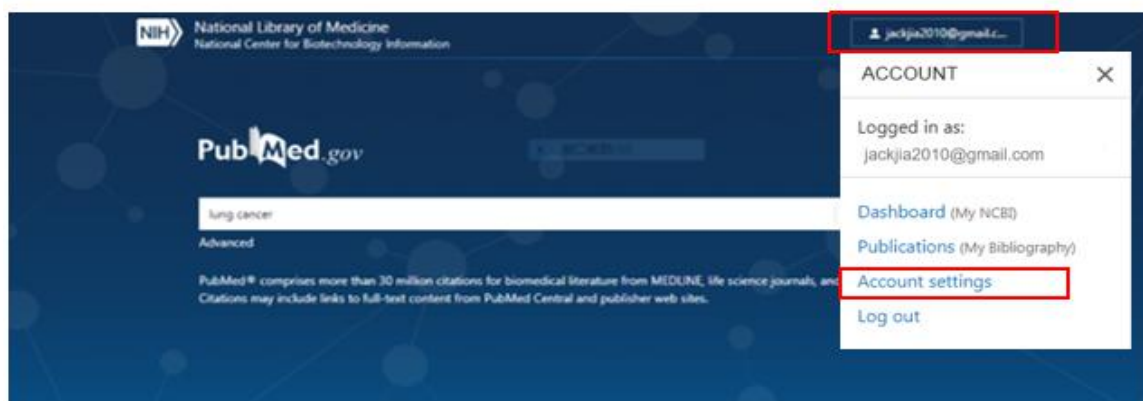 NIH
National Library of Medicine
National Center for Biotechnology Information
jackjia2010@gmail.c...
ACCOUNT
Logged in as:
jackjia2010@gmail.com
PubMed.gov
lung cancer
Dashboard (My NCBI)
Advanced
Publications (My Bibliography)
PubMed® comprises more than 30 million citations for biomedical literature from MEDLINE, life science journals, and
Citations may include links to full-text content from PubMed Central and publisher web sites.
Account settings
Log out